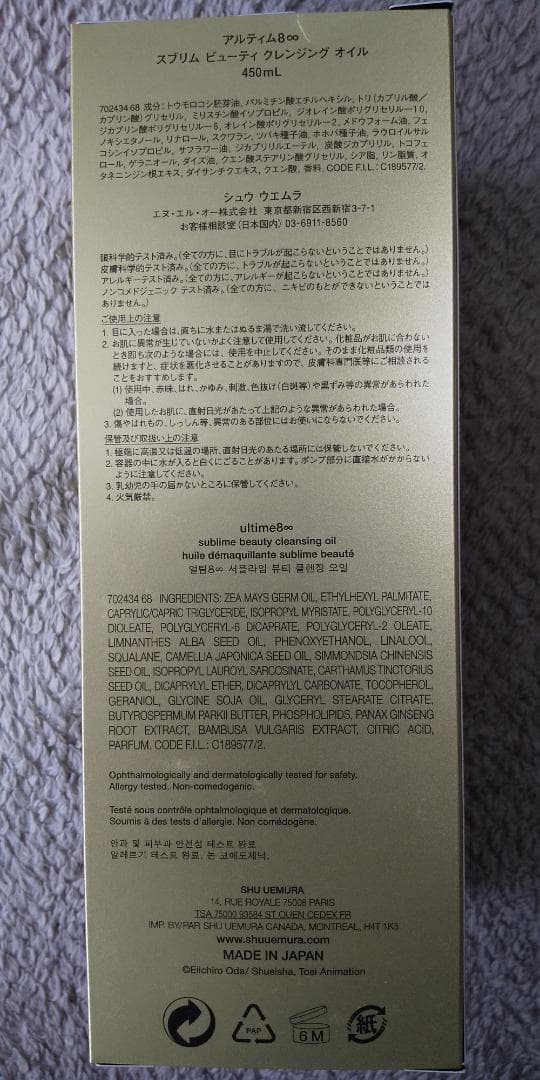 アルティム8∞
スブリム ビューティ クレンジング オイル
450mL
702434 68 成分：トウモロコシ胚芽油、パルミチン酸エチルヘキシル、トリ（カプリル酸／
カプリン酸）グリセリル、ミリスチン酸イソプロピル、ジオレイン酸ポリグリセリル－10、
ジカプリン酸ポリグリセリル－6、オレイン酸ポリグリセリル－2、メドウフォーム油、フェ
ノキシエタノール、リナロール、スクワラン、ツバキ種子油、ホホバ種子油、ラウロイルサル
コシンイソプロピル、サフラワー油、ジカプリリルエーテル、炭酸ジカプリリル、トコフェ
ロール、ゲラニオール、ダイズ油、クエン酸ステアリン酸グリセリル、シア脂、リン脂質、オ
タネニンジン根エキス、ダイサンチクエキス、クエン酸、香料. CODE F.I.L.: C189577/2.
シュウ ウエムラ
エヌ・エル・オー株式会社 東京都新宿区西新宿3-7-1
お客様相談室（日本国内）03-6911-8560
眼科学的テスト済み。（全ての方に、目にトラブルが起こらないということではありません。）
皮膚科学的テスト済み。（全ての方に、トラブルが起こらないということではありません。）
アレルギーテスト済み。（全ての方に、アレルギーが起こらないということではありません。）
ノンコメドジェニック テスト済み。（全ての方に、ニキビのもとができないということでは
ありません。）
ご使用上の注意
1. 目に入った場合は、直ちに水またはぬるま湯で洗い流してください。
2. お肌に異常が生じていないかよく注意して使用してください。化粧品がお肌に合わない
とき即ち次のような場合には、使用を中止してください。そのまま化粧品類の使用を
続けますと、症状を悪化させることがありますので、皮膚科専門医等にご相談される
ことをおすすめします。
(1) 使用中、赤味、はれ、かゆみ、刺激、色抜け（白斑等）や黒ずみ等の異常があらわれた
場合。
(2) 使用したお肌に、直射日光があたって上記のような異常があらわれた場合。
3. 傷やはれもの、しっしん等、異常のある部位にはお使いにならないでください。
保管及び取扱い上の注意
1. 極端に高温又は低温の場所、直射日光のあたる場所には保管しないでください。
2. 容器の中に水が入ると白くにごることがあります。ポンプ部分に直接水がかからない
ように注意してください。
3. 乳幼児の手の届かないところに保管してください。
4. 火気厳禁。
ultime8∞
sublime beauty cleansing oil
huile démaquillante sublime beauté
얼팀8∞ 서클라임 뷰티 클렌징 오일
702434 68 INGREDIENTS: ZEA MAYS GERM OIL, ETHYLHEXYL PALMITATE,
CAPRYLIC/CAPRIC TRIGLYCERIDE, ISOPROPYL MYRISTATE, POLYGLYCERYL-10
DIOLEATE, POLYGLYCERYL-6 DICAPRATE, POLYGLYCERYL-2 OLEATE,
LIMNANTHES ALBA SEED OIL, PHENOXYETHANOL, LINALOOL,
SQUALANE, CAMELLIA JAPONICA SEED OIL, SIMMONDSIA CHINENSIS
SEED OIL, ISOPROPYL LAUROYL SARCOSINATE, CARTHAMUS TINCTORIUS
SEED OIL, DICAPRYLYL ETHER, DICAPRYLYL CARBONATE, TOCOPHEROL,
GERANIOL, GLYCINE SOJA OIL, GLYCERYL STEARATE CITRATE,
BUTYROSPERMUM PARKII BUTTER, PHOSPHOLIPIDS, PANAX GINSENG
ROOT EXTRACT, BAMBUSA VULGARIS EXTRACT, CITRIC ACID,
PARFUM. CODE F.I.L.: C189577/2.
Ophthalmologically and dermatologically tested for safety.
Allergy tested. Non-comedogenic.
Testé sous contrôle ophtalmologique et dermatologique.
Soumis à des tests d'allergie. Non comédogène.
안과 및 피부과 안전성 테스트 완료
알레르기 테스트 완료. 논 코메도제닉.
SHU UEMURA
14, RUE ROYALE 75008 PARIS
TSA 75000 93584 ST OUEN CEDEX FR
IMP. BY/PAR SHU UEMURA CANADA, MONTREAL, H4T 1K5
www.shuuemura.com
MADE IN JAPAN
©Eiichiro Oda/ Shueisha, Toei Animation
PAP
6 M
紙